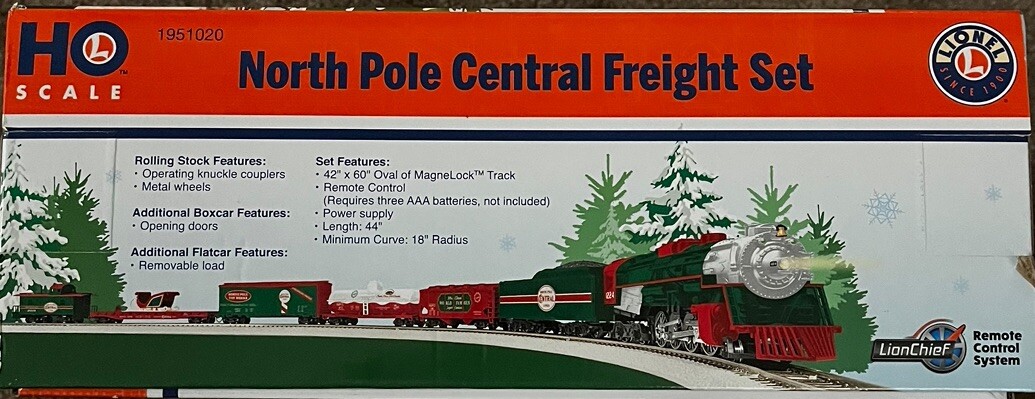 HO
SCALE
1951020
North Pole Central Freight Set
LIONEL
SINCE 1900
Rolling Stock Features:
• Operating knuckle couplers
• Metal wheels
Additional Boxcar Features:
• Opening doors
Additional Flatcar Features:
• Removable load
Set Features:
• 42" x 60" Oval of MagneLock™ Track
• Remote Control
(Requires three AAA batteries, not included)
• Power supply
• Length: 44"
• Minimum Curve: 18" Radius
CENTRAL
LionChief
Remote
Control
System